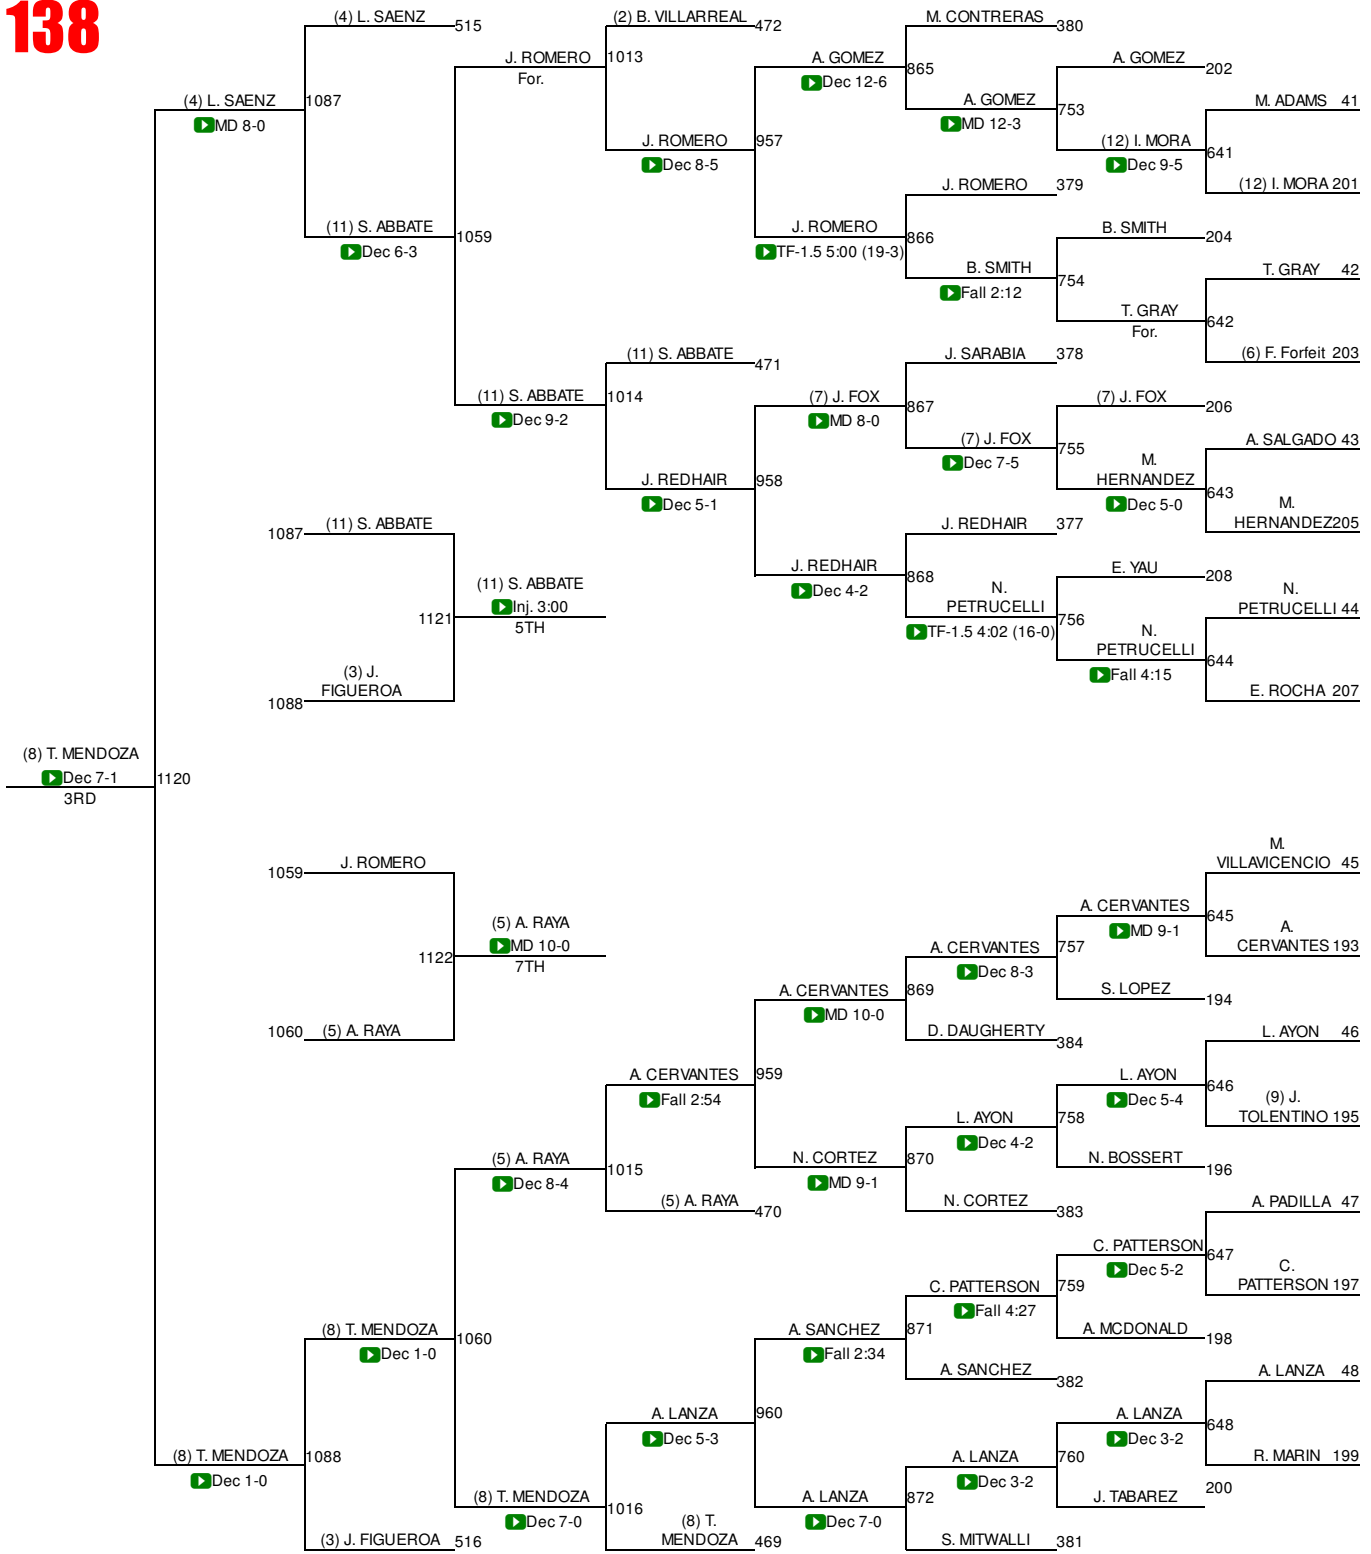 138
(4) L. SAENZ
515
(2) B. VILLARREAL
472
M. CONTRERAS
380
J. ROMERO
For.
1013
A. GOMEZ
Dec 12-6
865
A. GOMEZ
202
(4) L. SAENZ
MD 8-0
1087
A. GOMEZ
MD 12-3
753
M. ADAMS 41
J. ROMERO
Dec 8-5
957
(12) I. MORA
Dec 9-5
641
(12) I. MORA 201
J. ROMERO
379
(11) S. ABBATE
Dec 6-3
1059
J. ROMERO
TF-1.5 5:00 (19-3)
866
B. SMITH
204
B. SMITH
Fall 2:12
754
T. GRAY 42
T. GRAY
For.
642
(6) F. Forfeit 203
(11) S. ABBATE
471
J. SARABIA
378
(11) S. ABBATE
Dec 9-2
1014
(7) J. FOX
MD 8-0
867
(7) J. FOX
206
(7) J. FOX
Dec 7-5
755
A. SALGADO 43
J. REDHAIR
Dec 5-1
958
M.
HERNANDEZ
Dec 5-0
643
M.
HERNANDEZ205
1087
(11) S. ABBATE
J. REDHAIR
377
J. REDHAIR
Dec 4-2
868
E. YAU
208
(11) S. ABBATE
Inj. 3:00
5TH
1121
N.
PETRUCELLI
TF-1.5 4:02 (16-0)
756
N.
PETRUCELLI 44
N.
PETRUCELLI
Fall 4:15
644
(3) J.
FIGUEROA
1088
E. ROCHA 207
(8) T. MENDOZA
Dec 7-1
3RD
1120
1059
J. ROMERO
M.
VILLAVICENCIO 45
A. CERVANTES
MD 9-1
645
(5) A. RAYA
MD 10-0
7TH
1122
A. CERVANTES
Dec 8-3
757
A.
CERVANTES 193
A. CERVANTES
MD 10-0
869
S. LOPEZ
194
1060
(5) A. RAYA
D. DAUGHERTY
384
L. AYON 46
A. CERVANTES
Fall 2:54
959
L. AYON
Dec 5-4
646
(9) J.
TOLENTINO 195
L. AYON
Dec 4-2
758
(5) A. RAYA
Dec 8-4
1015
N. CORTEZ
MD 9-1
870
N. BOSSERT
196
(5) A. RAYA
470
N. CORTEZ
383
A. PADILLA 47
C. PATTERSON
Dec 5-2
647
C.
PATTERSON 197
C. PATTERSON
Fall 4:27
759
(8) T. MENDOZA
Dec 1-0
1060
A. SANCHEZ
Fall 2:34
871
A. MCDONALD
198
A. SANCHEZ
382
A. LANZA 48
A. LANZA
Dec 5-3
960
A. LANZA
Dec 3-2
648
(8) T. MENDOZA
Dec 1-0
1088
A. LANZA
Dec 3-2
760
R. MARIN 199
(8) T. MENDOZA
Dec 7-0
1016
A. LANZA
Dec 7-0
872
J. TABAREZ
200
(3) J. FIGUEROA
516
(8) T.
MENDOZA
469
S. MITWALLI
381